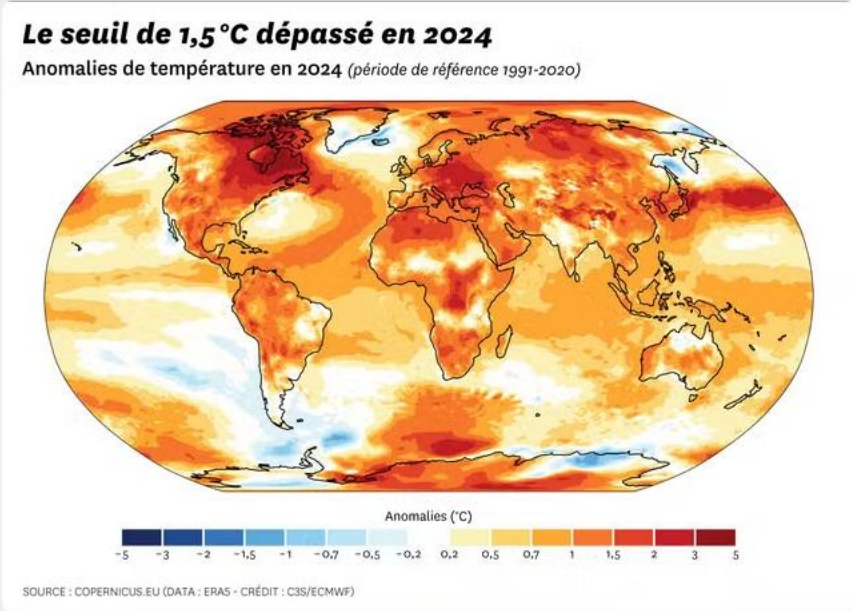 Le seuil de 1,5°C dépassé en 2024
Anomalies de température en 2024 (période de référence 1991-2020)
Anomalies (°C)
-5 -3 -2 -1,5 -1 -0,7 -0,5 -0,2 0,2 0,5 0,7 1 1,5 2 3 5
SOURCE : COPERNICUS.EU (DATA : ERA5 - CRÉDIT : C3S/ECMWF)